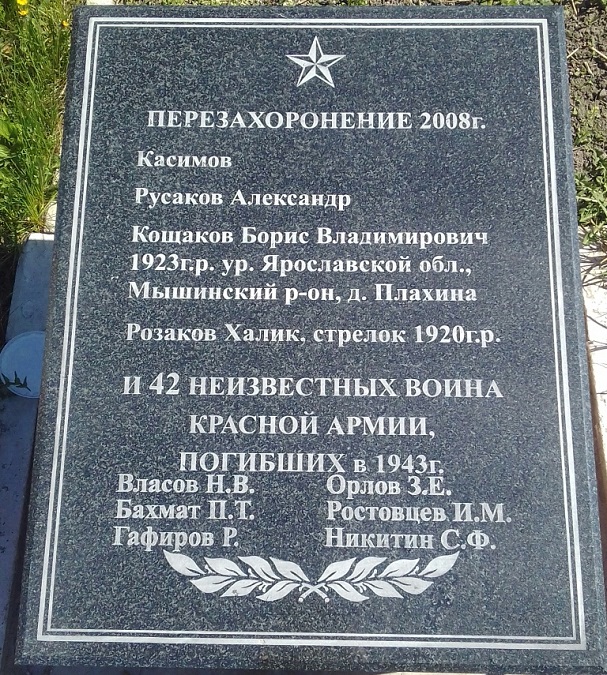 ПЕРЕЗАХОРОНЕНИЕ 2008г.
Касимов
Русаков Александр
Кощаков Борис Владимирович
1923г.р. ур. Ярославской обл.,
Мышинский р-он, д. Плахина
Розаков Халик, стрелок 1920г.р.
И 42 НЕИЗВЕСТНЫХ ВОИНА
КРАСНОЙ АРМИИ,
ПОГИБШИХ в 1943г.
Власов Н.В. Орлов З.Е.
Бахмат П.Т. Ростовцев И.М.
Гафиров Р. Никитин С.Ф.